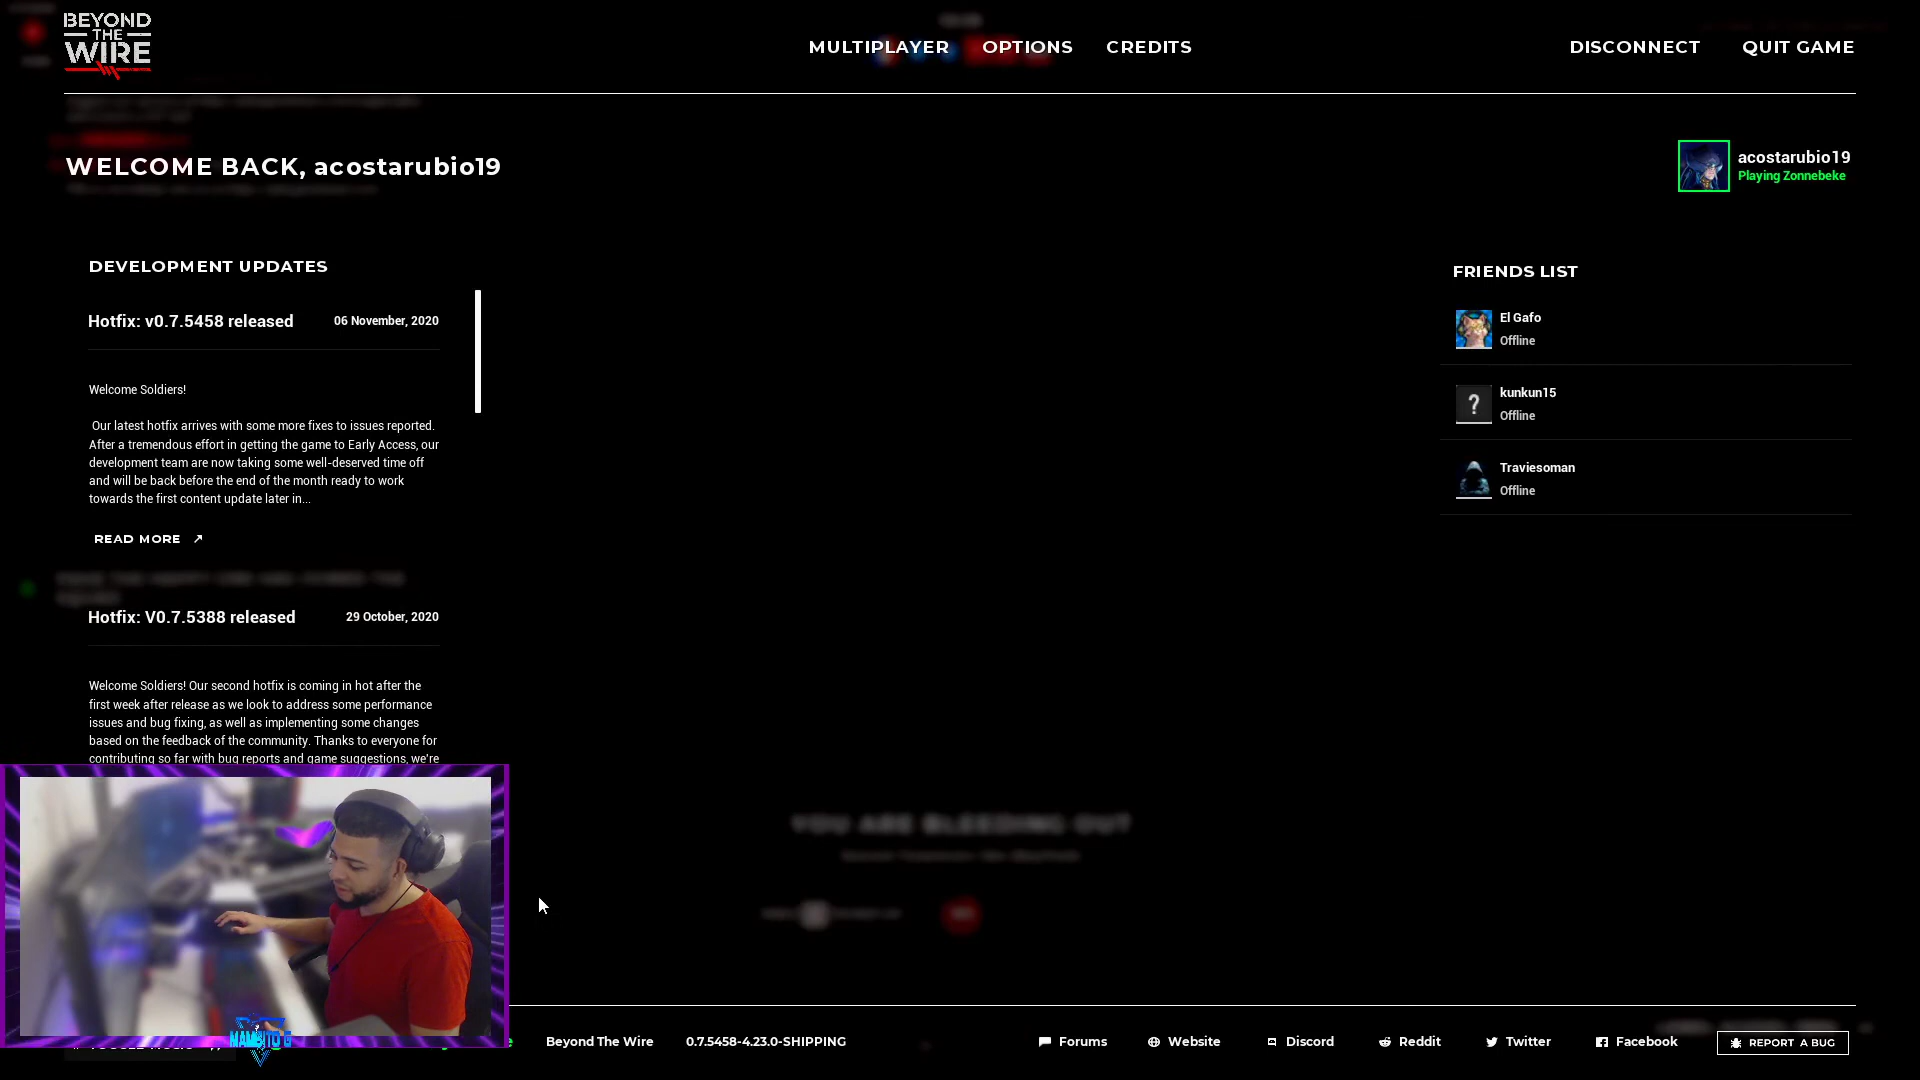 BEYOND
THE
WIRE
MULTIPLAYER
OPTIONS
CREDITS
DISCONNECT
QUIT GAME
WELCOME BACK, acostarubio19
acostarubio19
Playing Zonnebeke
DEVELOPMENT UPDATES
Hotfix: v0.7.5458 released
06 November, 2020
Welcome Soldiers!
Our latest hotfix arrives with some more fixes to issues reported.
After a tremendous effort in getting the game to Early Access, our
development team are now taking some well-deserved time off
and will be back before the end of the month ready to work
towards the first content update later in...
READ MORE
Hotfix: V0.7.5388 released
29 October, 2020
Welcome Soldiers! Our second hotfix is coming in hot after the
first week after release as we look to address some performance
issues and bug fixing, as well as implementing some changes
based on the feedback of the community. Thanks to everyone for
contributing so far with bug reports and game suggestions, we're
FRIENDS LIST
El Gafo
Offline
kunkun15
Offline
Traviesoman
Offline
YOU ARE BLEEDING OUT
Beyond The Wire
0.7.5458-4.23.0-SHIPPING
Forums
Website
Discord
Reddit
Twitter
Facebook
REPORT A BUG